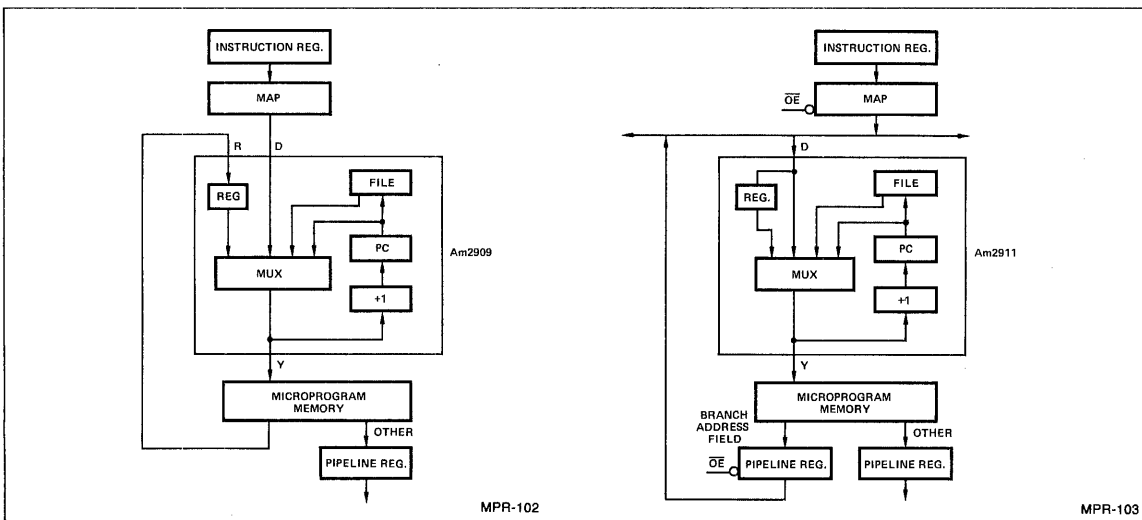 INSTRUCTION REG.
MAP
R
D
REG
FILE
PC
MUX
+1
Am2909
Y
MICROPROGRAM
MEMORY
OTHER
PIPELINE REG.
MPR-102
INSTRUCTION REG.
OE
MAP
D
REG.
FILE
PC
MUX
+1
Am2911
Y
MICROPROGRAM
MEMORY
BRANCH
ADDRESS
FIELD
OTHER
OE
PIPELINE REG.
PIPELINE REG.
MPR-103